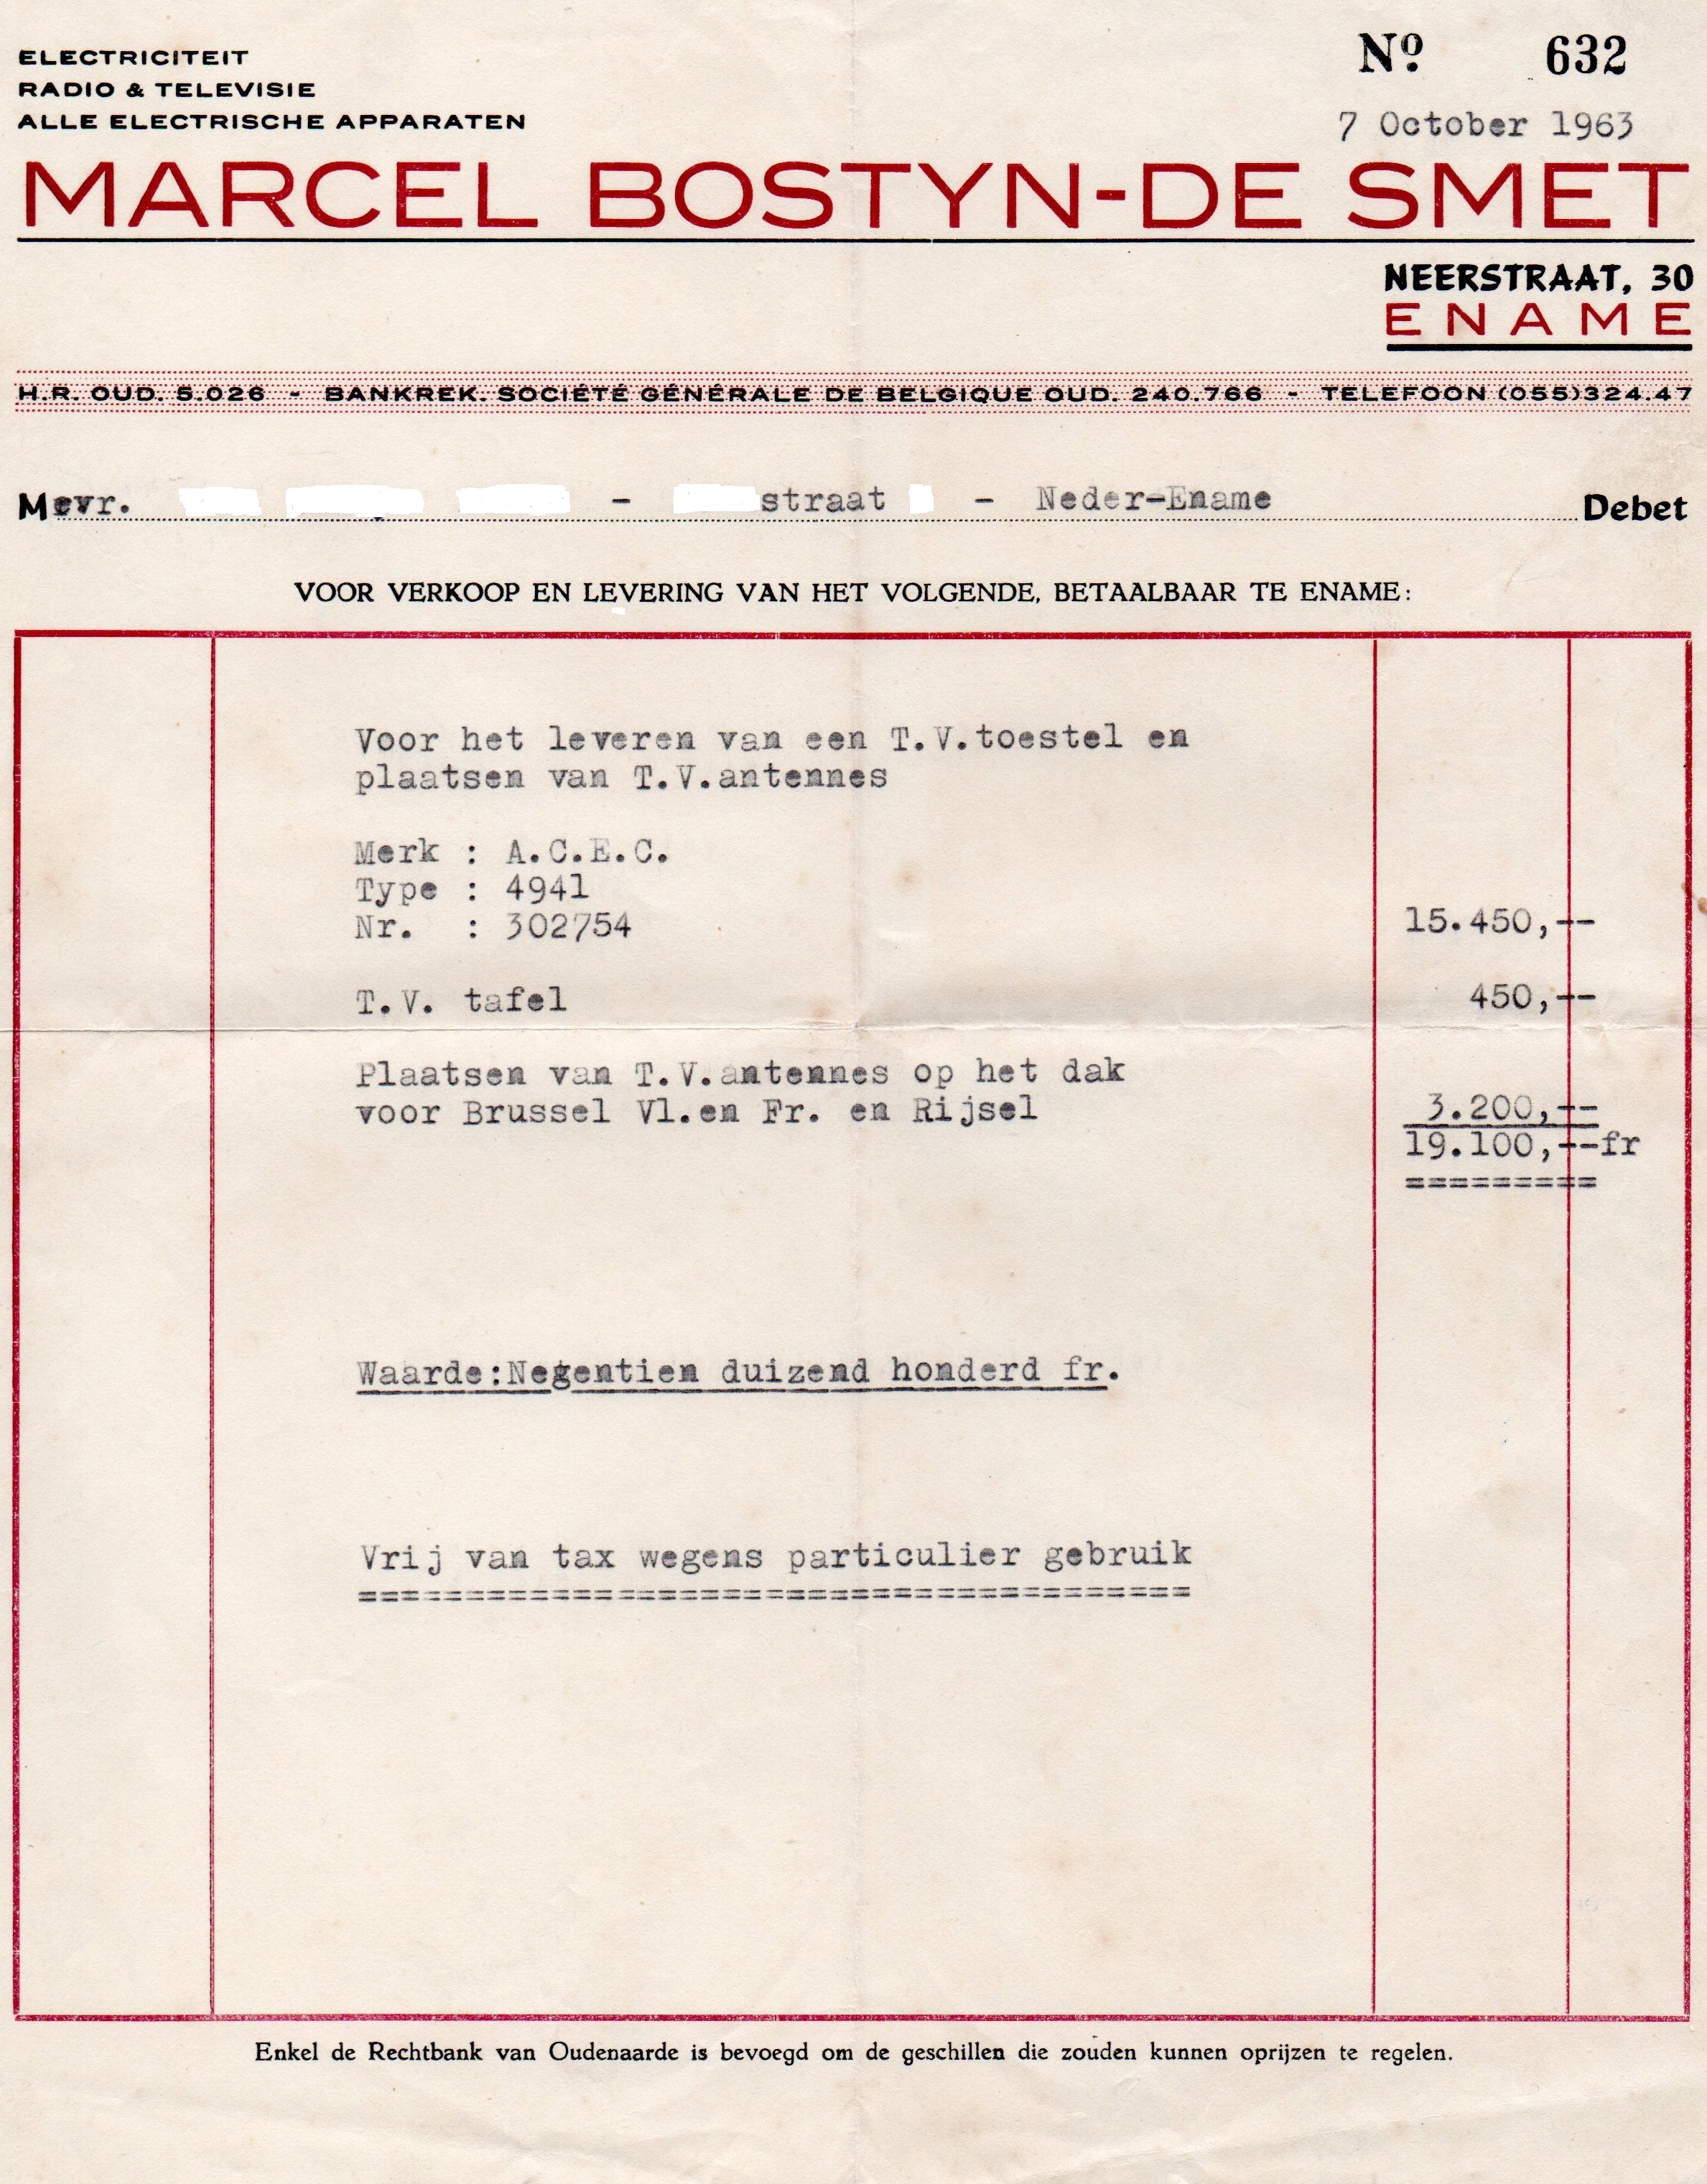 ELECTRICITEIT
RADIO & TELEVISIE
ALLE ELECTRISCHE APPARATEN
Nº 632
7 October 1963
MARCEL BOSTYN-DE SMET
NEERSTRAAT, 30
ENAME
H.R. OUD. 5.026 - BANKREK. SOCIÉTÉ GÉNÉRALE DE BELGIQUE OUD. 240.766 - TELEFOON (055)324.47
Mevr. - straat - Neder-Ename Debet
VOOR VERKOOP EN LEVERING VAN HET VOLGENDE, BETAALBAAR TE ENAME:
Voor het leveren van een T.V.toestel en
plaatsen van T.V.antennes
Merk : A.C.E.C.
Type : 4941
Nr. : 302754 15.450,--
T.V. tafel 450,--
Plaatsen van T.V.antennes op het dak
voor Brussel Vl.en Fr. en Rijsel 3.200,--
19.100,--fr
=========
Waarde:Negentien duizend honderd fr.
Vrij van tax wegens particulier gebruik
=======================================
Enkel de Rechtbank van Oudenaarde is bevoegd om de geschillen die zouden kunnen oprijzen te regelen.